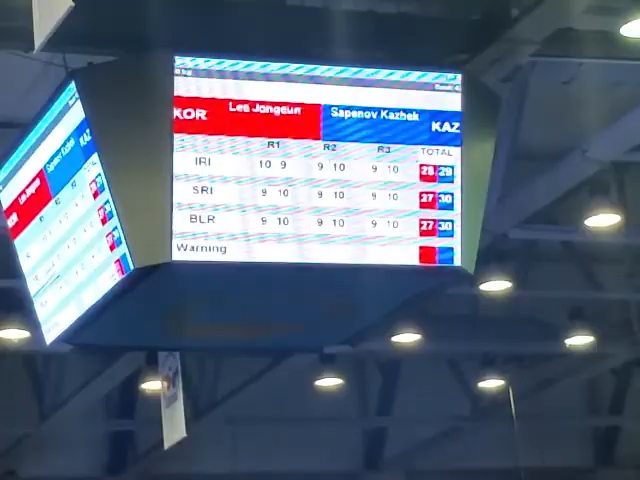 KOR Lee Jongeun Sapenov Kazbek KAZ
R1 R2 R3 TOTAL
IRI 10 9 9 10 9 10 28 29
SRI 9 10 9 10 9 10 27 30
BLR 9 10 9 10 9 10 27 30
Warning